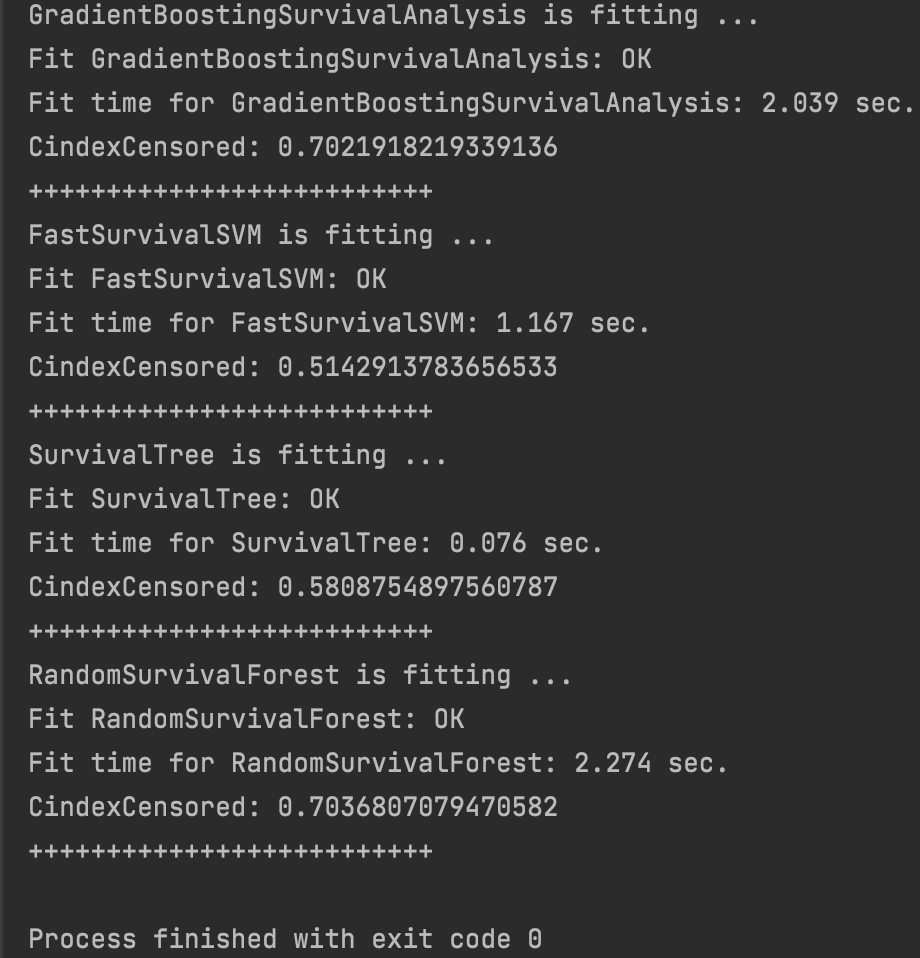 GradientBoostingSurvivalAnalysis is fitting ...
Fit GradientBoostingSurvivalAnalysis: OK
Fit time for GradientBoostingSurvivalAnalysis: 2.039 sec.
CindexCensored: 0.7021918219339136
++++++++++++++++++++++++++
FastSurvivalSVM is fitting ...
Fit FastSurvivalSVM: OK
Fit time for FastSurvivalSVM: 1.167 sec.
CindexCensored: 0.5142913783656533
++++++++++++++++++++++++++
SurvivalTree is fitting ...
Fit SurvivalTree: OK
Fit time for SurvivalTree: 0.076 sec.
CindexCensored: 0.5808754897560787
++++++++++++++++++++++++++
RandomSurvivalForest is fitting ...
Fit RandomSurvivalForest: OK
Fit time for RandomSurvivalForest: 2.274 sec.
CindexCensored: 0.7036807079470582
++++++++++++++++++++++++++
Process finished with exit code 0